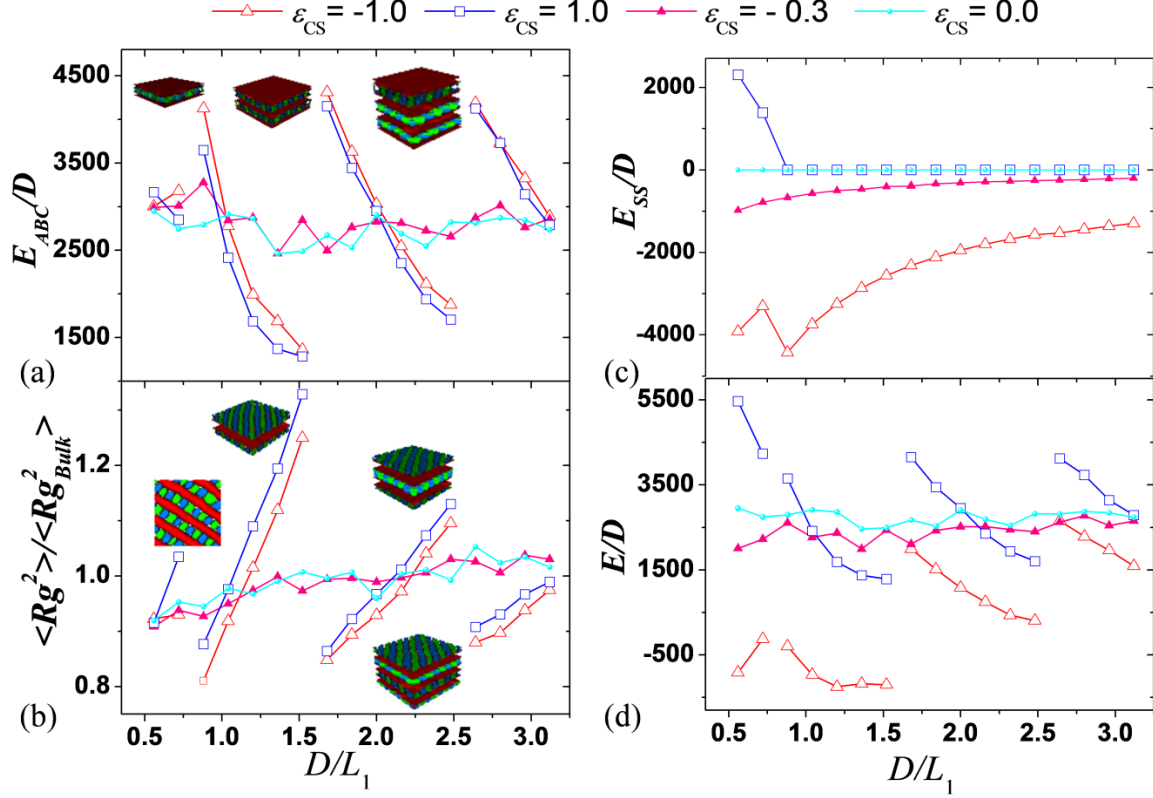 ε_CS = -1.0 ε_CS = 1.0 ε_CS = - 0.3 ε_CS = 0.0
4500
3500
2500
1500
E_ABC/D
(a)
1.2
1.0
0.8
<Rg²>/<Rg²_Bulk>
(b)
0.5 1.0 1.5 2.0 2.5 3.0
D/L₁
2000
0
-2000
-4000
E_SS/D
(c)
5500
3500
1500
-500
E/D
(d)
0.5 1.0 1.5 2.0 2.5 3.0
D/L₁